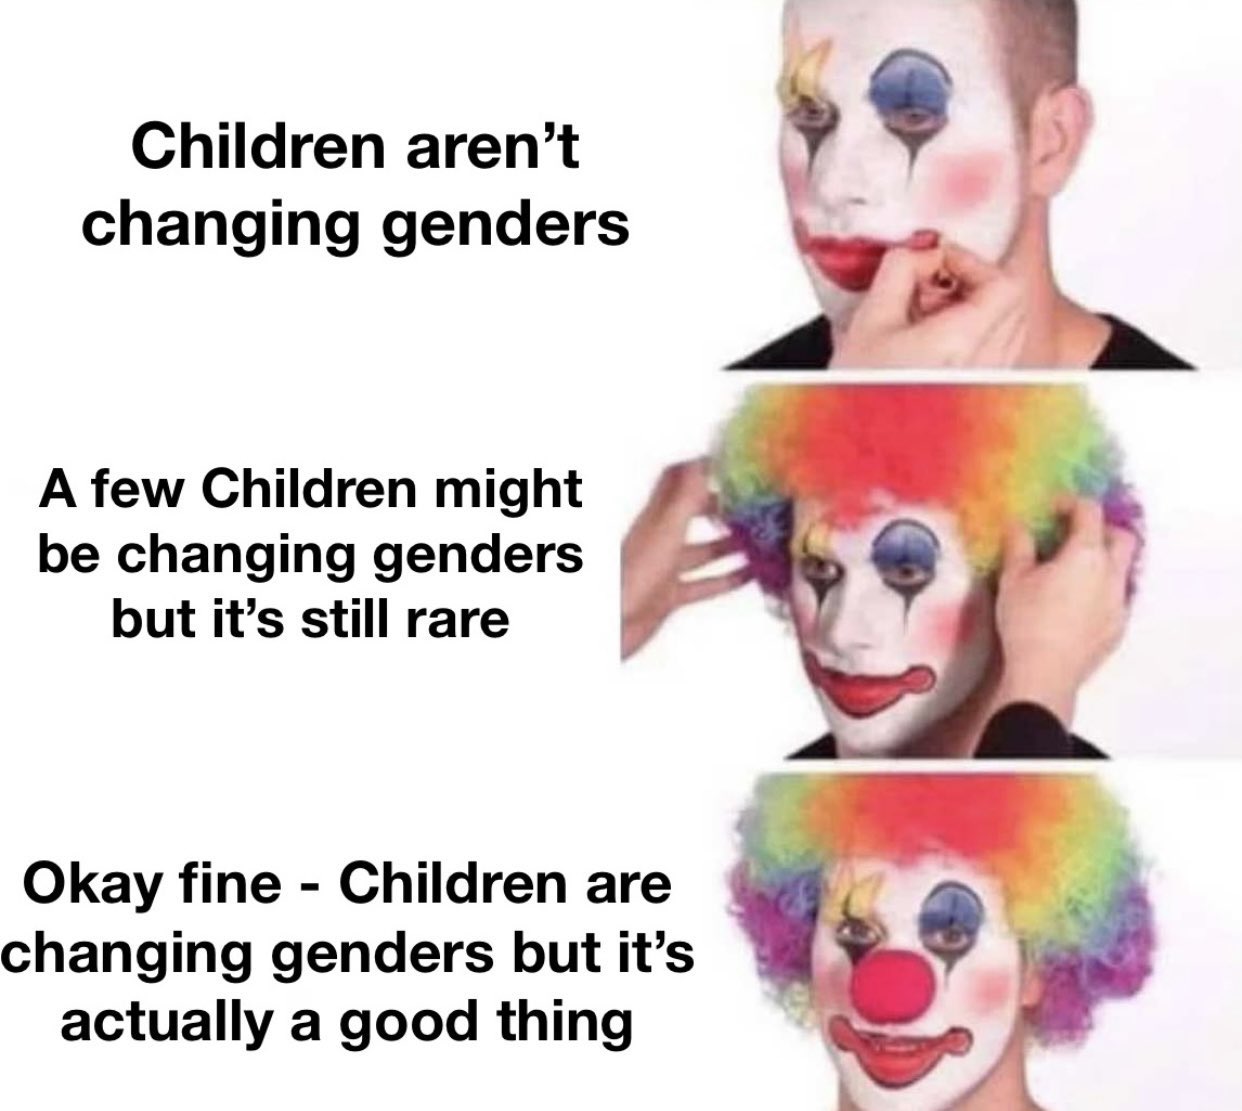 Children aren’t
changing genders
A few Children might
be changing genders
but it’s still rare
Okay fine - Children are
changing genders but it’s
actually a good thing